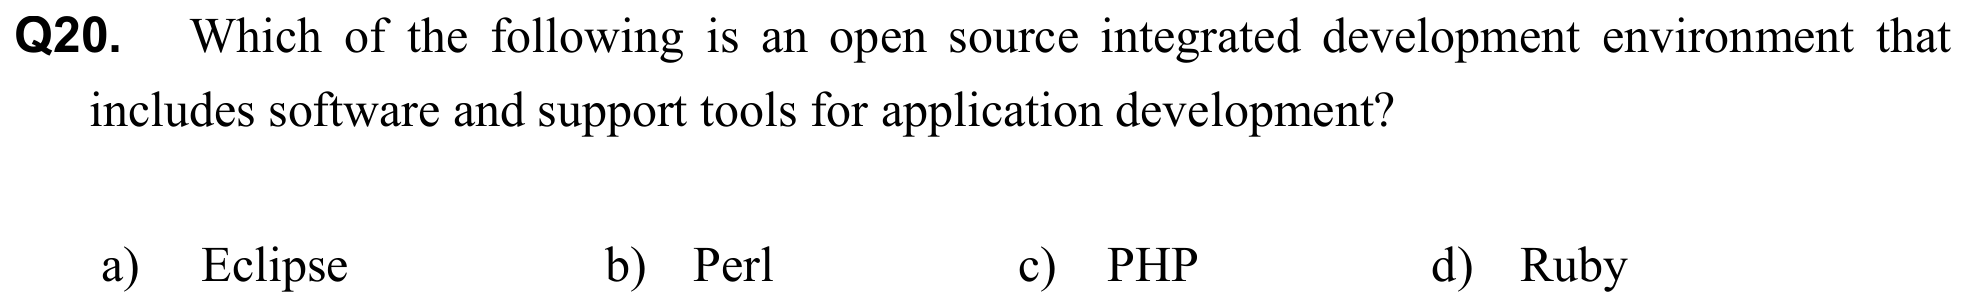 Q20. Which of the following is an open source integrated development environment that
includes software and support tools for application development?
a) Eclipse b) Perl c) PHP d) Ruby